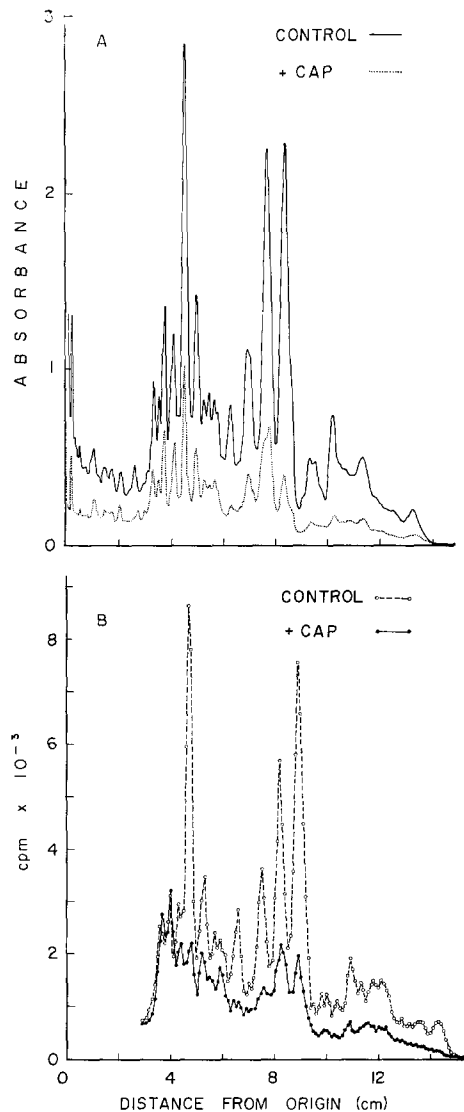 A
CONTROL
+ CAP
3
2
1
0
ABSORBANCE
B
CONTROL
+ CAP
8
6
4
2
0
cpm x 10⁻³
0 4 8 12
DISTANCE FROM ORIGIN (cm)